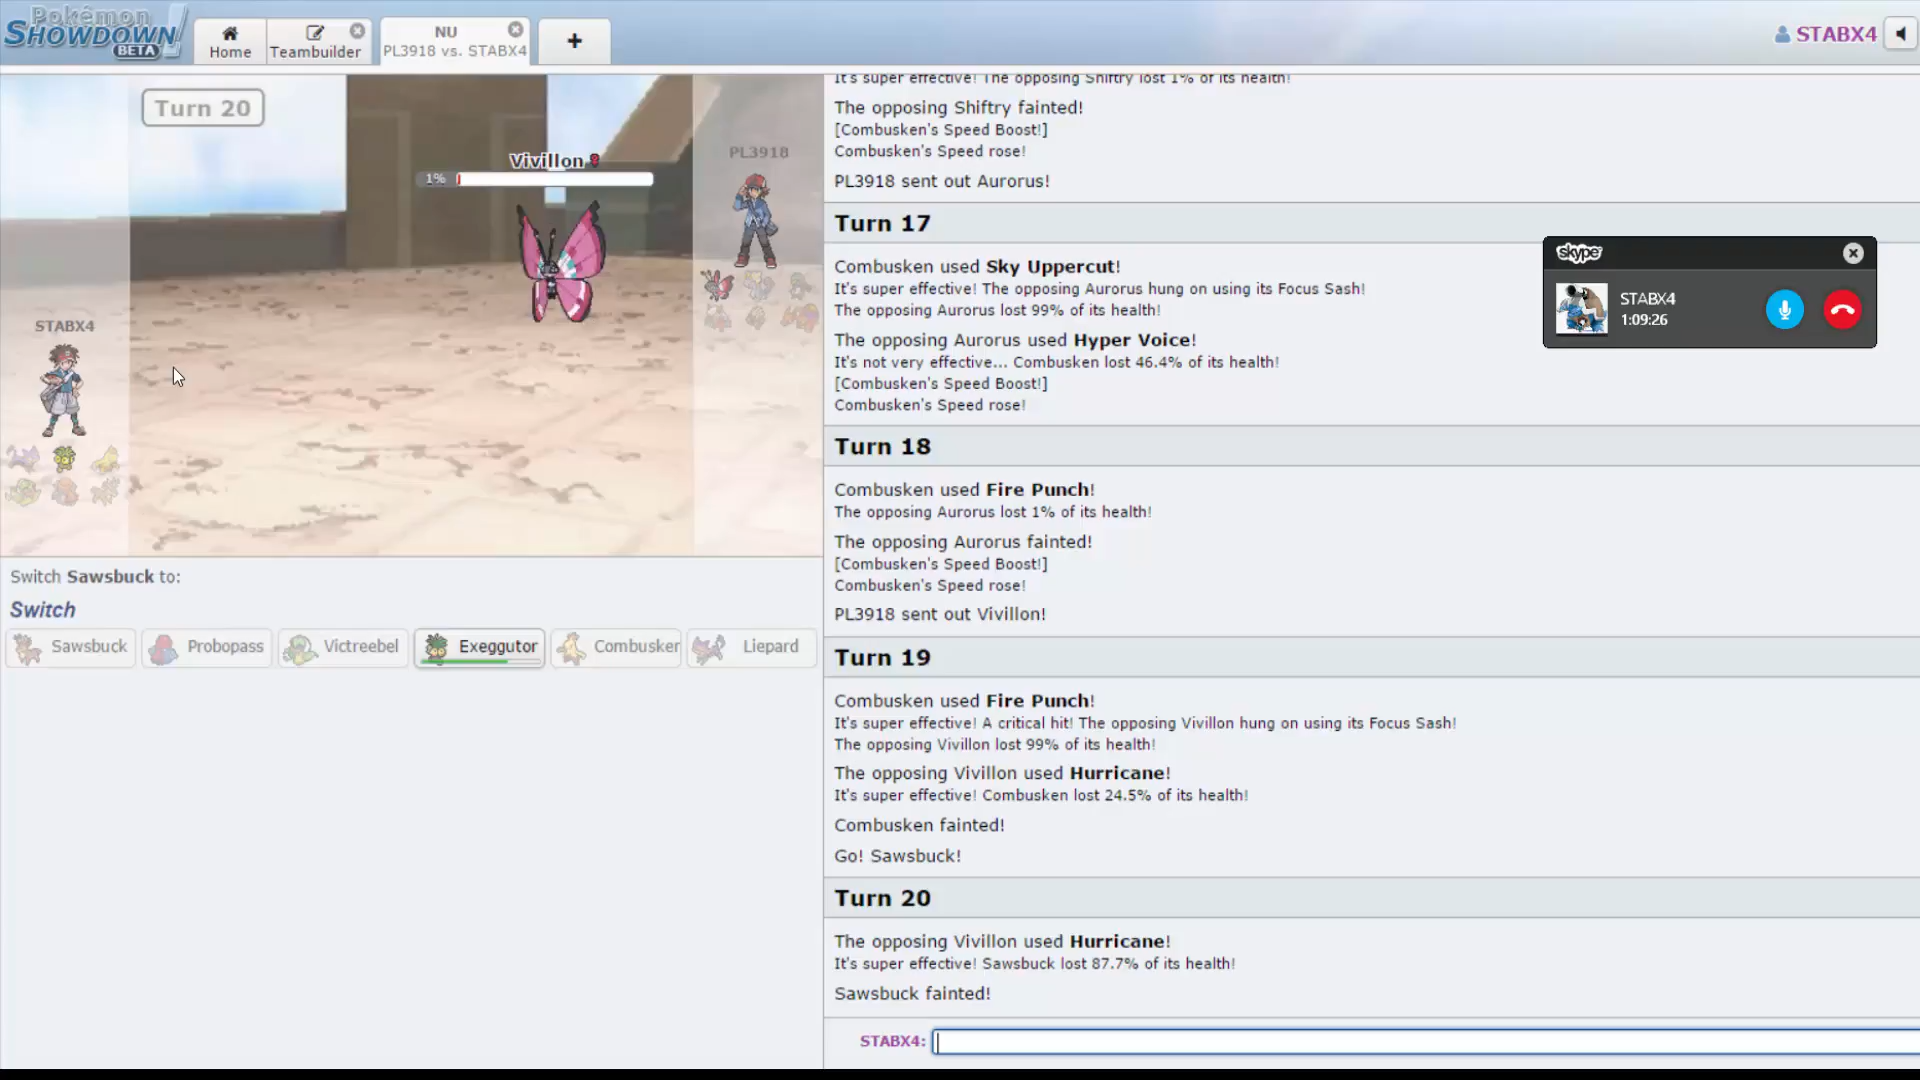 Pokémon
SHOWDOWN!
BETA
Home
Teambuilder
NU
PL3918 vs. STABX4
+
STABX4
Turn 20
Vivillon
1%
PL3918
STABX4
Switch Sawsbuck to:
Switch
Sawsbuck
Probopass
Victreebel
Exeggutor
Combusken
Liepard
It's super effective! The opposing Shiftry lost 1% of its health!
The opposing Shiftry fainted!
[Combusken's Speed Boost!]
Combusken's Speed rose!
PL3918 sent out Aurorus!
Turn 17
Combusken used Sky Uppercut!
It's super effective! The opposing Aurorus hung on using its Focus Sash!
The opposing Aurorus lost 99% of its health!
The opposing Aurorus used Hyper Voice!
It's not very effective... Combusken lost 46.4% of its health!
[Combusken's Speed Boost!]
Combusken's Speed rose!
Turn 18
Combusken used Fire Punch!
The opposing Aurorus lost 1% of its health!
The opposing Aurorus fainted!
[Combusken's Speed Boost!]
Combusken's Speed rose!
PL3918 sent out Vivillon!
Turn 19
Combusken used Fire Punch!
It's super effective! A critical hit! The opposing Vivillon hung on using its Focus Sash!
The opposing Vivillon lost 99% of its health!
The opposing Vivillon used Hurricane!
It's super effective! Combusken lost 24.5% of its health!
Combusken fainted!
Go! Sawsbuck!
Turn 20
The opposing Vivillon used Hurricane!
It's super effective! Sawsbuck lost 87.7% of its health!
Sawsbuck fainted!
STABX4:
skype
STABX4
1:09:26